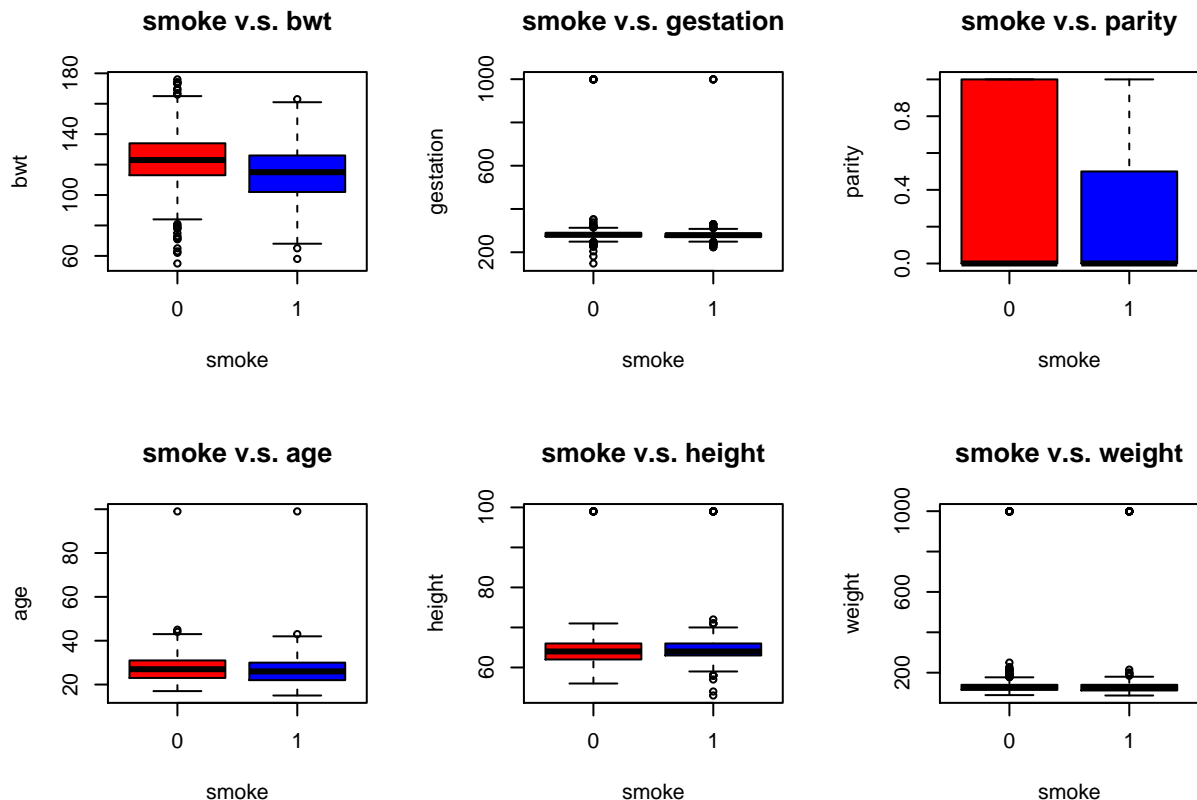 smoke v.s. bwt
180
140
100
60
bwt
0 1
smoke
smoke v.s. gestation
1000
600
200
gestation
0 1
smoke
smoke v.s. parity
0.8
0.4
0.0
parity
0 1
smoke
smoke v.s. age
80
60
40
20
age
0 1
smoke
smoke v.s. height
100
80
60
height
0 1
smoke
smoke v.s. weight
1000
600
200
weight
0 1
smoke